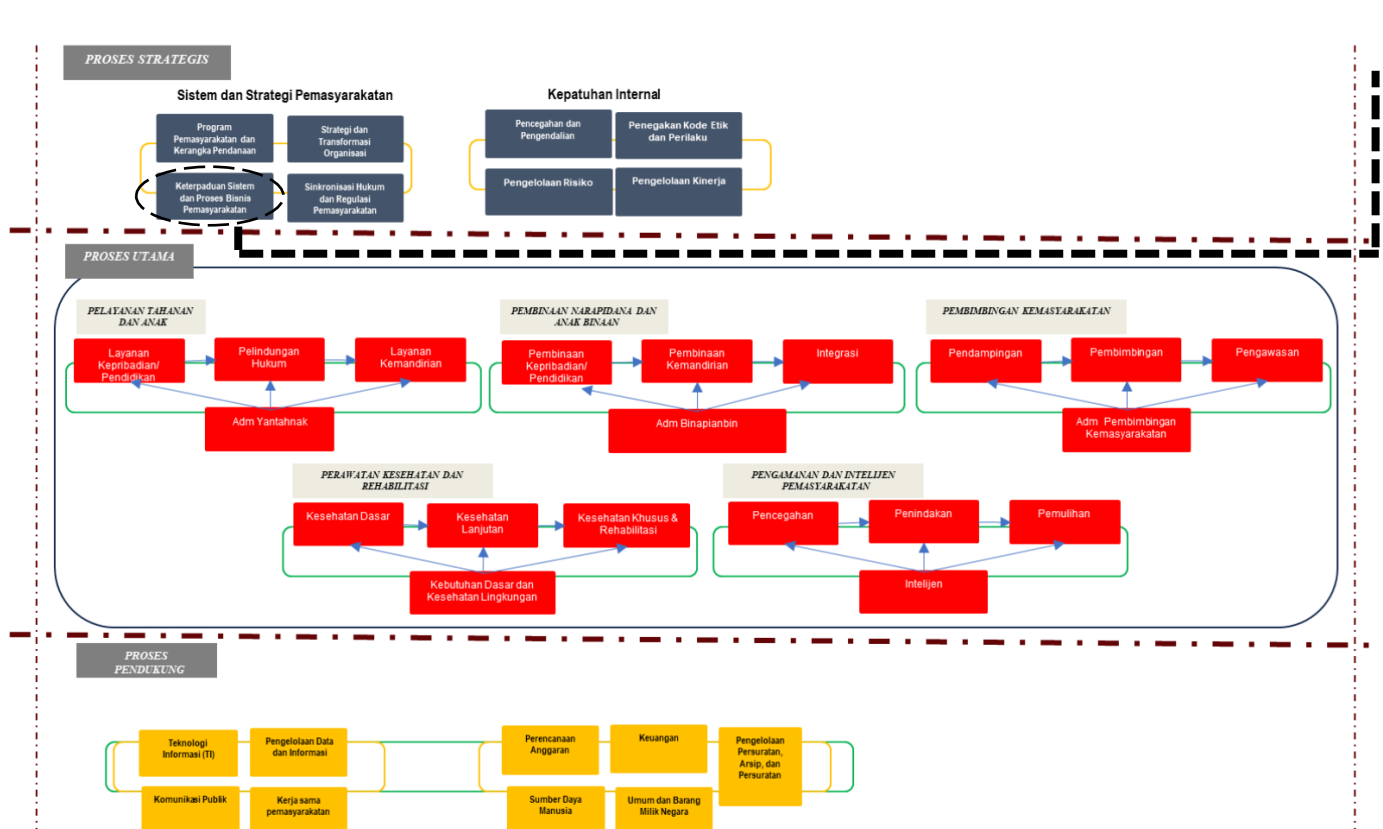 PROSES STRATEGIS
Sistem dan Strategi Pemasyarakatan
Program
Pemasyarakatan dan
Kerangka Pendanaan
Strategi dan
Transformasi
Organisasi
Keterpaduan Sistem
dan Proses Bisnis
Pemasyarakatan
Sinkronisasi Hukum
dan Regulasi
Pemasyarakatan
Kepatuhan Internal
Pencegahan dan
Pengendalian
Penegakan Kode Etik
dan Perilaku
Pengelolaan Risiko
Pengelolaan Kinerja
PROSES UTAMA
PELAYANAN TAHANAN
DAN ANAK
Layanan
Kepribadian/
Pendidikan
Pelindungan
Hukum
Layanan
Kemandirian
Adm Yantahnak
PEMBINAAN NARAPIDANA DAN
ANAK BINAAN
Pembinaan
Kepribadian/
Pendidikan
Pembinaan
Kemandirian
Integrasi
Adm Binapianbin
PEMBIMBINGAN KEMASYARAKATAN
Pendampingan
Pembimbingan
Pengawasan
Adm Pembimbingan
Kemasyarakatan
PERAWATAN KESEHATAN DAN
REHABILITASI
Kesehatan Dasar
Kesehatan
Lanjutan
Kesehatan Khusus &
Rehabilitasi
Kebutuhan Dasar dan
Kesehatan Lingkungan
PENGAMANAN DAN INTELIJEN
PEMASYARAKATAN
Pencegahan
Penindakan
Pemulihan
Intelijen
PROSES
PENDUKUNG
Teknologi
Informasi (TI)
Pengelolaan Data
dan Informasi
Komunikasi Publik
Kerja sama
pemasyarakatan
Perencanaan
Anggaran
Keuangan
Pengelolaan
Persuratan,
Arsip, dan
Persuratan
Sumber Daya
Manusia
Umum dan Barang
Milik Negara